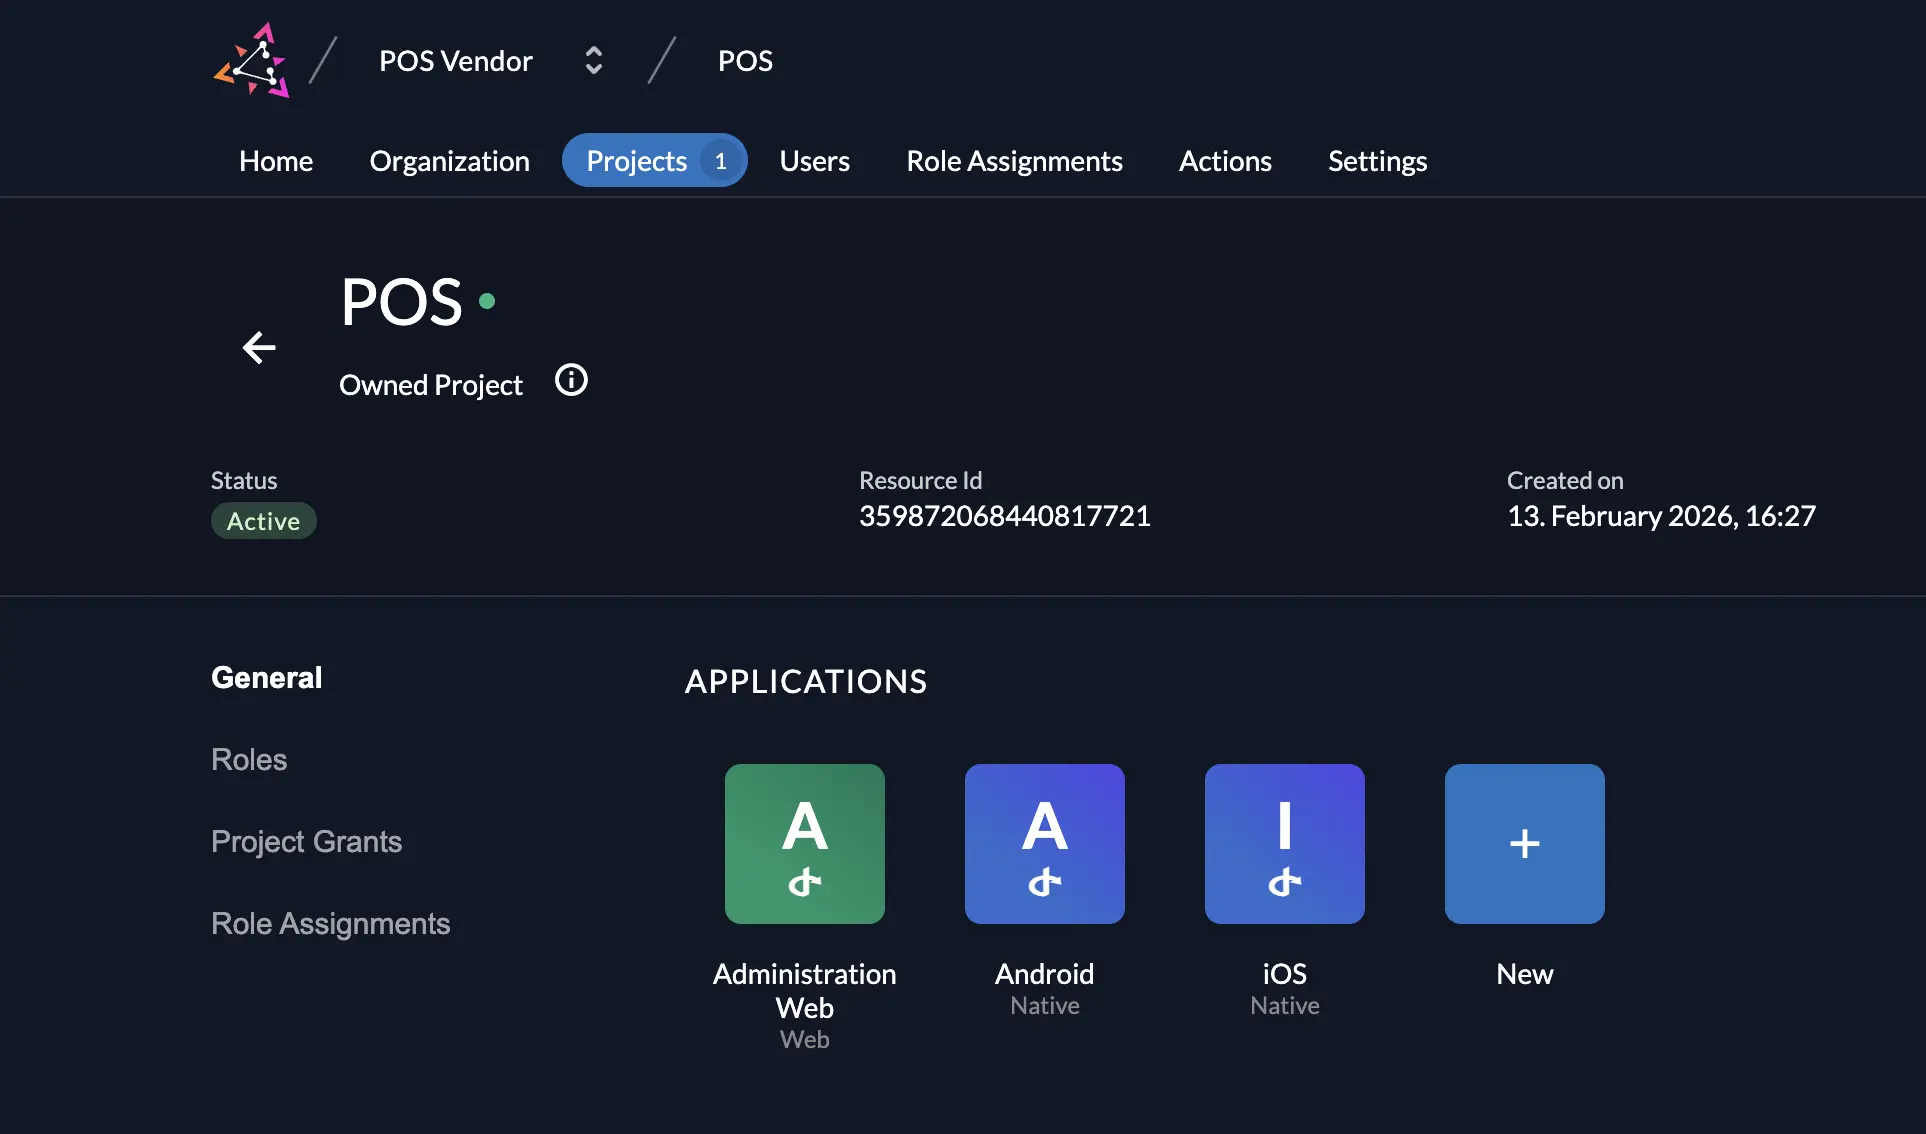 POS Vendor
POS
Home
Organization
Projects 1
Users
Role Assignments
Actions
Settings
POS
Owned Project
Status
Active
Resource Id
359872068440817721
Created on
13. February 2026, 16:27
General
Roles
Project Grants
Role Assignments
APPLICATIONS
A
Administration
Web
Web
A
Android
Native
I
iOS
Native
+
New